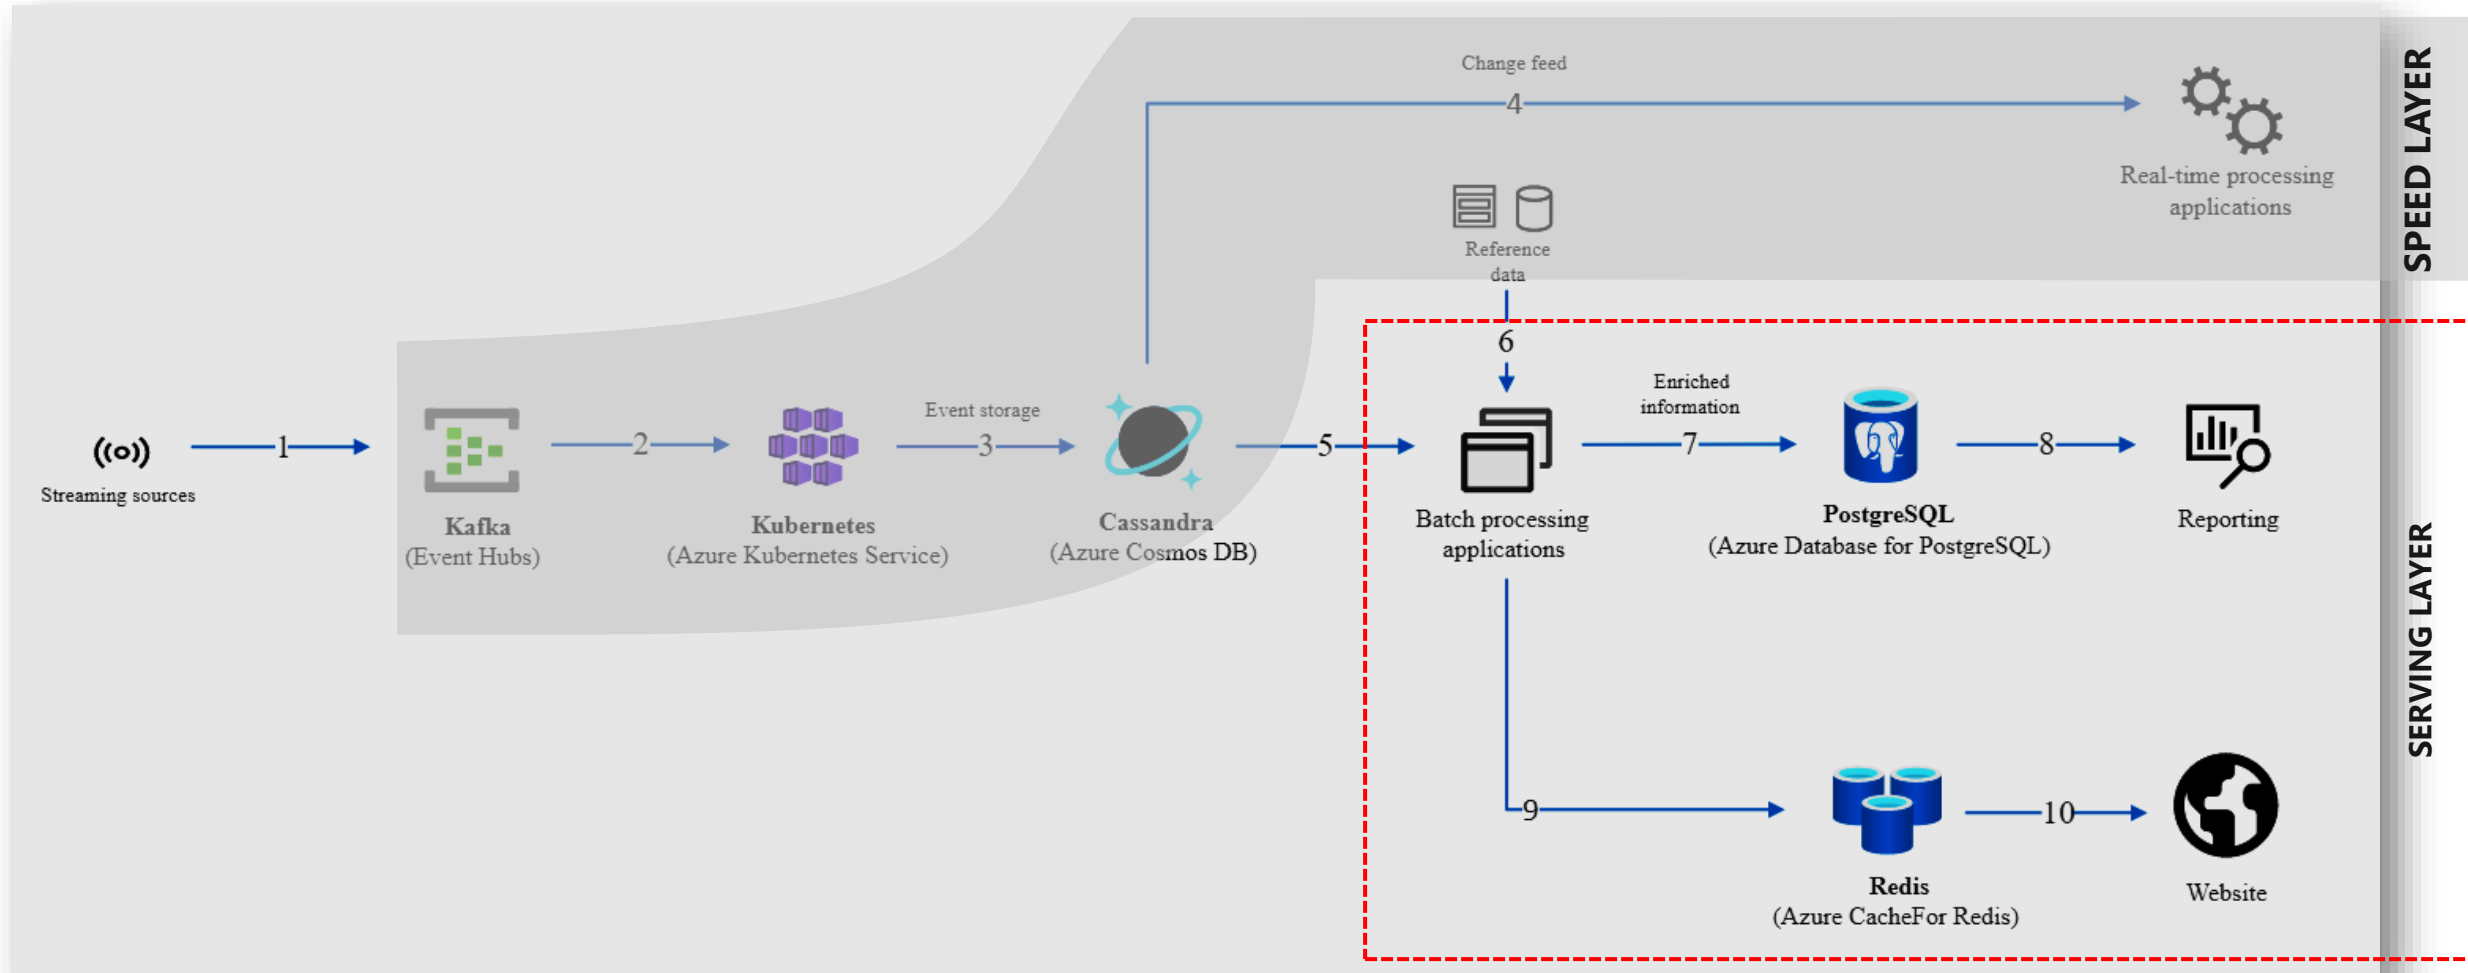 Change feed
4
Real-time processing
applications
SPEED LAYER
Reference
data
6
Streaming sources
1
Kafka
(Event Hubs)
2
Kubernetes
(Azure Kubernetes Service)
Event storage
3
Cassandra
(Azure Cosmos DB)
5
Batch processing
applications
Enriched
information
7
PostgreSQL
(Azure Database for PostgreSQL)
8
Reporting
SERVING LAYER
9
Redis
(Azure CacheFor Redis)
10
Website